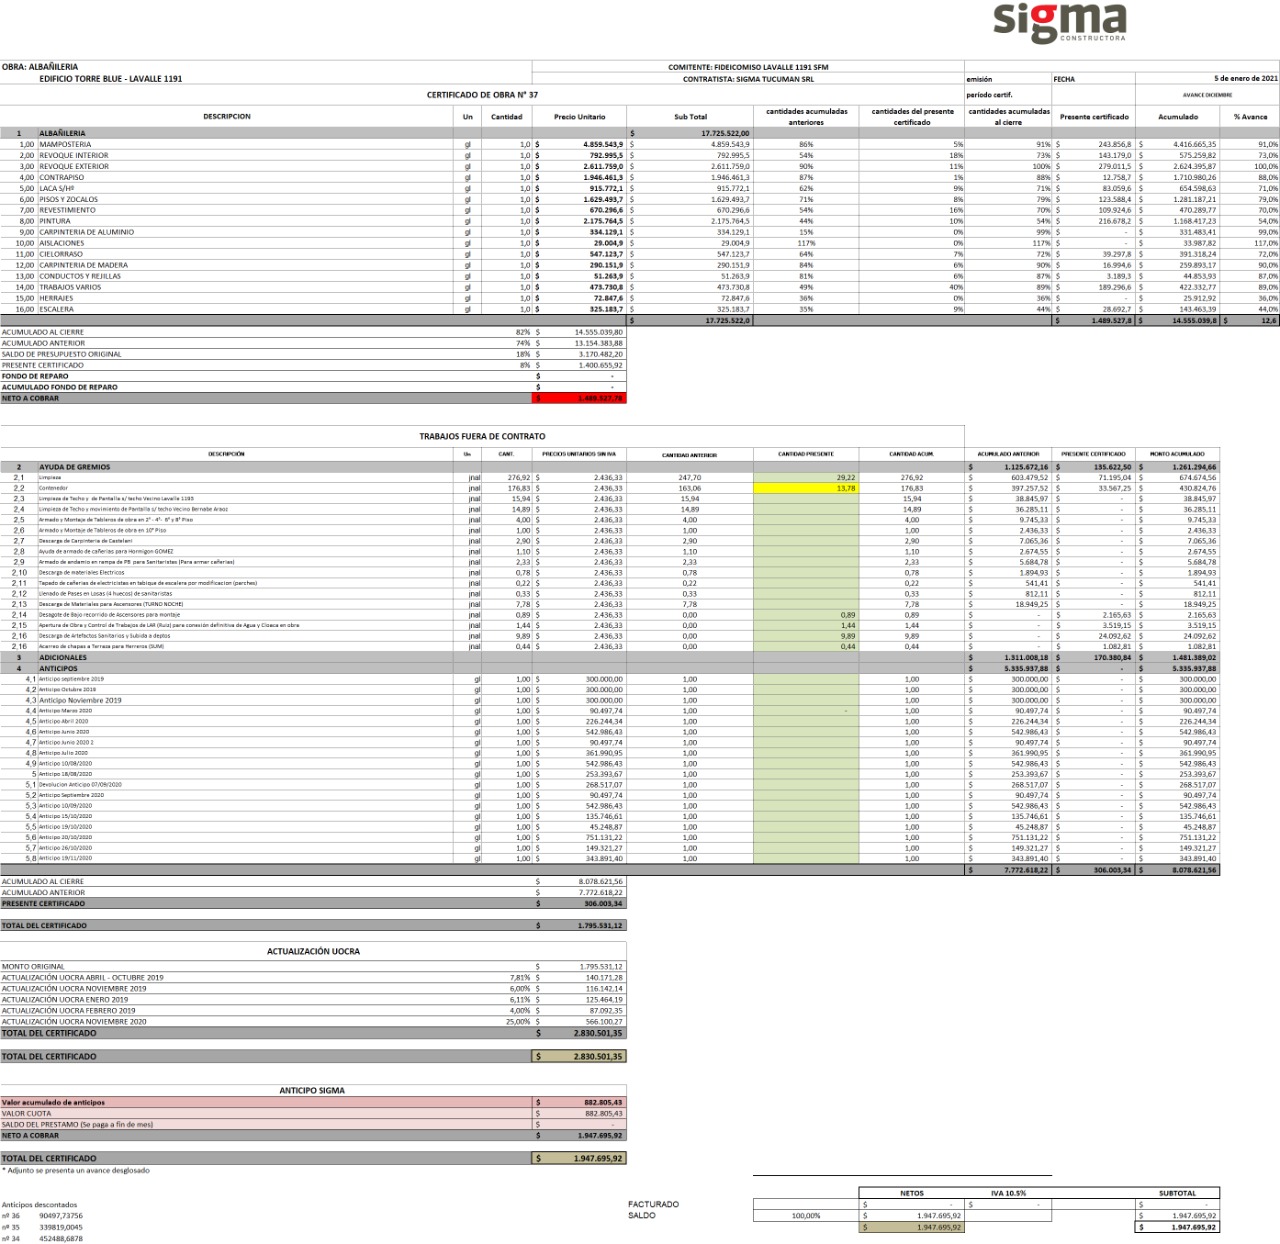 sigma
CONSTRUCTORA
OBRA: ALBAÑILERIA COMITENTE: FIDEICOMISO LAVALLE 1191 SFM
EDIFICIO TORRE BLUE - LAVALLE 1191 CONTRATISTA: SIGMA TUCUMAN SRL emisión FECHA 5 de enero de 2021
CERTIFICADO DE OBRA N° 37 período certif. AVANCE DICIEMBRE
DESCRIPCION Un Cantidad Precio Unitario Sub Total cantidades acumuladas anteriores cantidades del presente certificado cantidades acumuladas al cierre Presente certificado Acumulado % Avance
1 ALBAÑILERIA $ 17.725.522,00
1,00 MAMPOSTERIA gl 1,0 $ 4.859.543,9 $ 4.859.543,9 86% 5% 91% $ 243.856,8 $ 4.416.665,35 91,0%
2,00 REVOQUE INTERIOR gl 1,0 $ 792.995,5 $ 792.995,5 54% 18% 73% $ 143.179,0 $ 575.259,82 73,0%
3,00 REVOQUE EXTERIOR gl 1,0 $ 2.611.759,0 $ 2.611.759,0 90% 11% 100% $ 279.011,5 $ 2.624.395,87 100,0%
4,00 CONTRAPISO gl 1,0 $ 1.946.461,3 $ 1.946.461,3 87% 1% 88% $ 12.758,7 $ 1.710.980,26 88,0%
5,00 LACA S/Hº gl 1,0 $ 915.772,1 $ 915.772,1 62% 9% 71% $ 83.059,6 $ 654.598,63 71,0%
6,00 PISOS Y ZOCALOS gl 1,0 $ 1.629.493,7 $ 1.629.493,7 71% 8% 79% $ 123.588,4 $ 1.281.187,21 79,0%
7,00 REVESTIMIENTO gl 1,0 $ 670.296,6 $ 670.296,6 54% 16% 70% $ 109.924,6 $ 470.289,77 70,0%
8,00 PINTURA gl 1,0 $ 2.175.764,5 $ 2.175.764,5 44% 10% 54% $ 216.678,2 $ 1.168.417,23 54,0%
9,00 CARPINTERIA DE ALUMINIO gl 1,0 $ 334.129,1 $ 334.129,1 15% 0% 99% $ - $ 331.483,41 99,0%
10,00 AISLACIONES gl 1,0 $ 29.004,9 $ 29.004,9 117% 0% 117% $ - $ 33.987,82 117,0%
11,00 CIELORRASO gl 1,0 $ 547.123,7 $ 547.123,7 64% 7% 72% $ 39.297,8 $ 391.318,24 72,0%
12,00 CARPINTERIA DE MADERA gl 1,0 $ 290.151,9 $ 290.151,9 84% 6% 90% $ 16.994,6 $ 259.893,17 90,0%
13,00 CONDUCTOS Y REJILLAS gl 1,0 $ 51.263,9 $ 51.263,9 81% 6% 87% $ 3.189,3 $ 44.853,93 87,0%
14,00 TRABAJOS VARIOS gl 1,0 $ 473.730,8 $ 473.730,8 49% 40% 89% $ 189.296,6 $ 422.332,77 89,0%
15,00 HERRAJES gl 1,0 $ 72.847,6 $ 72.847,6 36% 0% 36% $ - $ 25.912,92 36,0%
16,00 ESCALERA gl 1,0 $ 325.183,7 $ 325.183,7 35% 9% 44% $ 28.692,7 $ 143.463,39 44,0%
$ 17.725.522,0 $ 1.489.527,8 $ 14.555.039,8 $ 12,6
ACUMULADO AL CIERRE 82% $ 14.555.039,80
ACUMULADO ANTERIOR 74% $ 13.154.383,88
SALDO DE PRESUPUESTO ORIGINAL 18% $ 3.170.482,20
PRESENTE CERTIFICADO 8% $ 1.400.655,92
FONDO DE REPARO $ -
ACUMULADO FONDO DE REPARO $ -
NETO A COBRAR $ 1.489.527,78
TRABAJOS FUERA DE CONTRATO
DESCRIPCIÓN Un CANT. PRECIOS UNITARIOS SIN IVA CANTIDAD ANTERIOR CANTIDAD PRESENTE CANTIDAD ACUM. ACUMULADO ANTERIOR PRESENTE CERTIFICADO MONTO ACUMULADO
2 AYUDA DE GREMIOS $ 1.125.672,16 $ 135.622,50 $ 1.261.294,66
2,1 Limpieza jnal 276,92 $ 2.436,33 247,70 29,22 276,92 $ 603.479,52 $ 71.195,04 $ 674.674,56
2,2 Contenedor jnal 176,83 $ 2.436,33 163,06 13,78 176,83 $ 397.257,52 $ 33.567,25 $ 430.824,76
2,3 Limpieza de Techo y de Pantalla s/ techo Vecino Lavalle 1193 jnal 15,94 $ 2.436,33 15,94 15,94 $ 38.845,97 $ - $ 38.845,97
2,4 Limpieza de Techo y movimiento de Pantalla s/ techo Vecino Bernabe Araoz jnal 14,89 $ 2.436,33 14,89 14,89 $ 36.285,11 $ - $ 36.285,11
2,5 Armado y Montaje de Tableros de obra en 2° - 4°- 6° y 8° Piso jnal 4,00 $ 2.436,33 4,00 4,00 $ 9.745,33 $ - $ 9.745,33
2,6 Armado y Montaje de Tableros de obra en 10° Piso jnal 1,00 $ 2.436,33 1,00 1,00 $ 2.436,33 $ - $ 2.436,33
2,7 Descarga de Carpinteria de Castelani jnal 2,90 $ 2.436,33 2,90 2,90 $ 7.065,36 $ - $ 7.065,36
2,8 Ayuda de armado de cañerias para Hormigon GOMEZ jnal 1,10 $ 2.436,33 1,10 1,10 $ 2.674,55 $ - $ 2.674,55
2,9 Armado de andamio en rampa de PB para Sanitaristas (Para armar cañerias) jnal 2,33 $ 2.436,33 2,33 2,33 $ 5.684,78 $ - $ 5.684,78
2,10 Descarga de materiales Electricos jnal 0,78 $ 2.436,33 0,78 0,78 $ 1.894,93 $ - $ 1.894,93
2,11 Tapado de cañerias de electricistas en tabique de escalera por modificacion (parches) jnal 0,22 $ 2.436,33 0,22 0,22 $ 541,41 $ - $ 541,41
2,12 Llenado de Pases en Losas (4 huecos) de sanitaristas jnal 0,33 $ 2.436,33 0,33 0,33 $ 812,11 $ - $ 812,11
2,13 Descarga de Materiales para Ascensores (TURNO NOCHE) jnal 7,78 $ 2.436,33 7,78 7,78 $ 18.949,25 $ - $ 18.949,25
2,14 Desagote de Bajo recorrido de Ascensores para montaje jnal 0,89 $ 2.436,33 0,00 0,89 0,89 $ - $ 2.165,63 $ 2.165,63
2,15 Apertura de Obra y Control de Trabajos de LAR (Ruiz) para conexión definitiva de Agua y Cloaca en obra jnal 1,44 $ 2.436,33 0,00 1,44 1,44 $ - $ 3.519,15 $ 3.519,15
2,16 Descarga de Artefactos Sanitarios y Subida a deptos jnal 9,89 $ 2.436,33 0,00 9,89 9,89 $ - $ 24.092,62 $ 24.092,62
2,16 Acarreo de chapas a Terraza para Herreros (SUM) jnal 0,44 $ 2.436,33 0,00 0,44 0,44 $ - $ 1.082,81 $ 1.082,81
3 ADICIONALES $ 1.311.008,18 $ 170.380,84 $ 1.481.389,02
4 ANTICIPOS $ 5.335.937,88 $ - $ 5.335.937,88
4,1 Anticipo septiembre 2019 gl 1,00 $ 300.000,00 1,00 1,00 $ 300.000,00 $ - $ 300.000,00
4,2 Anticipo Octubre 2019 gl 1,00 $ 300.000,00 1,00 1,00 $ 300.000,00 $ - $ 300.000,00
4,3 Anticipo Noviembre 2019 gl 1,00 $ 300.000,00 1,00 1,00 $ 300.000,00 $ - $ 300.000,00
4,4 Anticipo Marzo 2020 gl 1,00 $ 90.497,74 1,00 - 1,00 $ 90.497,74 $ - $ 90.497,74
4,5 Anticipo Abril 2020 gl 1,00 $ 226.244,34 1,00 1,00 $ 226.244,34 $ - $ 226.244,34
4,6 Anticipo Junio 2020 gl 1,00 $ 542.986,43 1,00 1,00 $ 542.986,43 $ - $ 542.986,43
4,7 Anticipo Junio 2020 2 gl 1,00 $ 90.497,74 1,00 1,00 $ 90.497,74 $ - $ 90.497,74
4,8 Anticipo Julio 2020 gl 1,00 $ 361.990,95 1,00 1,00 $ 361.990,95 $ - $ 361.990,95
4,9 Anticipo 10/08/2020 gl 1,00 $ 542.986,43 1,00 1,00 $ 542.986,43 $ - $ 542.986,43
5 Anticipo 18/08/2020 gl 1,00 $ 253.393,67 1,00 1,00 $ 253.393,67 $ - $ 253.393,67
5,1 Devolucion Anticipo 07/09/2020 gl 1,00 $ 268.517,07 1,00 1,00 $ 268.517,07 $ - $ 268.517,07
5,2 Anticipo Septiembre 2020 gl 1,00 $ 90.497,74 1,00 1,00 $ 90.497,74 $ - $ 90.497,74
5,3 Anticipo 10/09/2020 gl 1,00 $ 542.986,43 1,00 1,00 $ 542.986,43 $ - $ 542.986,43
5,4 Anticipo 15/10/2020 gl 1,00 $ 135.746,61 1,00 1,00 $ 135.746,61 $ - $ 135.746,61
5,5 Anticipo 19/10/2020 gl 1,00 $ 45.248,87 1,00 1,00 $ 45.248,87 $ - $ 45.248,87
5,6 Anticipo 20/10/2020 gl 1,00 $ 751.131,22 1,00 1,00 $ 751.131,22 $ - $ 751.131,22
5,7 Anticipo 26/10/2020 gl 1,00 $ 149.321,27 1,00 1,00 $ 149.321,27 $ - $ 149.321,27
5,8 Anticipo 19/11/2020 gl 1,00 $ 343.891,40 1,00 1,00 $ 343.891,40 $ - $ 343.891,40
$ 7.772.618,22 $ 306.003,34 $ 8.078.621,56
ACUMULADO AL CIERRE $ 8.078.621,56
ACUMULADO ANTERIOR $ 7.772.618,22
PRESENTE CERTIFICADO $ 306.003,34
TOTAL DEL CERTIFICADO $ 1.795.531,12
ACTUALIZACIÓN UOCRA
MONTO ORIGINAL $ 1.795.531,12
ACTUALIZACIÓN UOCRA ABRIL - OCTUBRE 2019 7,81% $ 140.171,28
ACTUALIZACIÓN UOCRA NOVIEMBRE 2019 6,00% $ 116.142,14
ACTUALIZACIÓN UOCRA ENERO 2019 6,11% $ 125.464,19
ACTUALIZACIÓN UOCRA FEBRERO 2019 4,00% $ 87.092,35
ACTUALIZACIÓN UOCRA NOVIEMBRE 2020 25,00% $ 566.100,27
TOTAL DEL CERTIFICADO $ 2.830.501,35
TOTAL DEL CERTIFICADO $ 2.830.501,35
ANTICIPO SIGMA
Valor acumulado de anticipos $ 882.805,43
VALOR CUOTA $ 882.805,43
SALDO DEL PRESTAMO (Se paga a fin de mes) $ -
NETO A COBRAR $ 1.947.695,92
TOTAL DEL CERTIFICADO $ 1.947.695,92
* Adjunto se presenta un avance desglosado
NETOS IVA 10.5% SUBTOTAL
Anticipos descontados FACTURADO $ - $ - $ -
nº 36 90497,73756 SALDO 100,00% $ 1.947.695,92 $ 1.947.695,92
nº 35 339819,0045 $ 1.947.695,92 $ 1.947.695,92
nº 34 452488,6878